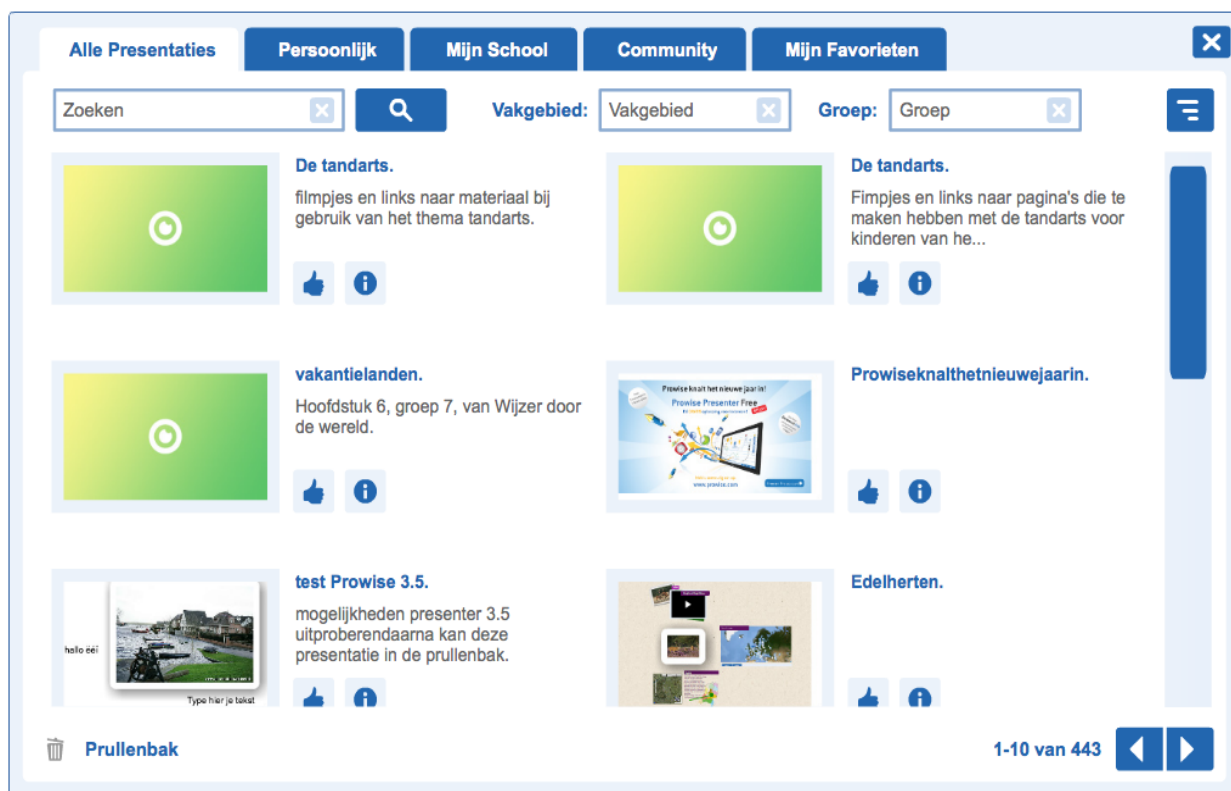 Alle Presentaties Persoonlijk Mijn School Community Mijn Favorieten
Zoeken Vakgebied: Vakgebied Groep: Groep
De tandarts.
filmpjes en links naar materiaal bij
gebruik van het thema tandarts.
De tandarts.
Fimpjes en links naar pagina's die te
maken hebben met de tandarts voor
kinderen van he...
vakantielanden.
Hoofdstuk 6, groep 7, van Wijzer door
de wereld.
Prowise knalt het nieuwe jaar in!
Prowise Presenter Free
www.prowise.com
Prowiseknalthetnieuwejaarin.
hallo ëëï
Type hier je tekst
test Prowise 3.5.
mogelijkheden presenter 3.5
uitproberendaarna kan deze
presentatie in de prullenbak.
Edelherten.
Prullenbak
1-10 van 443